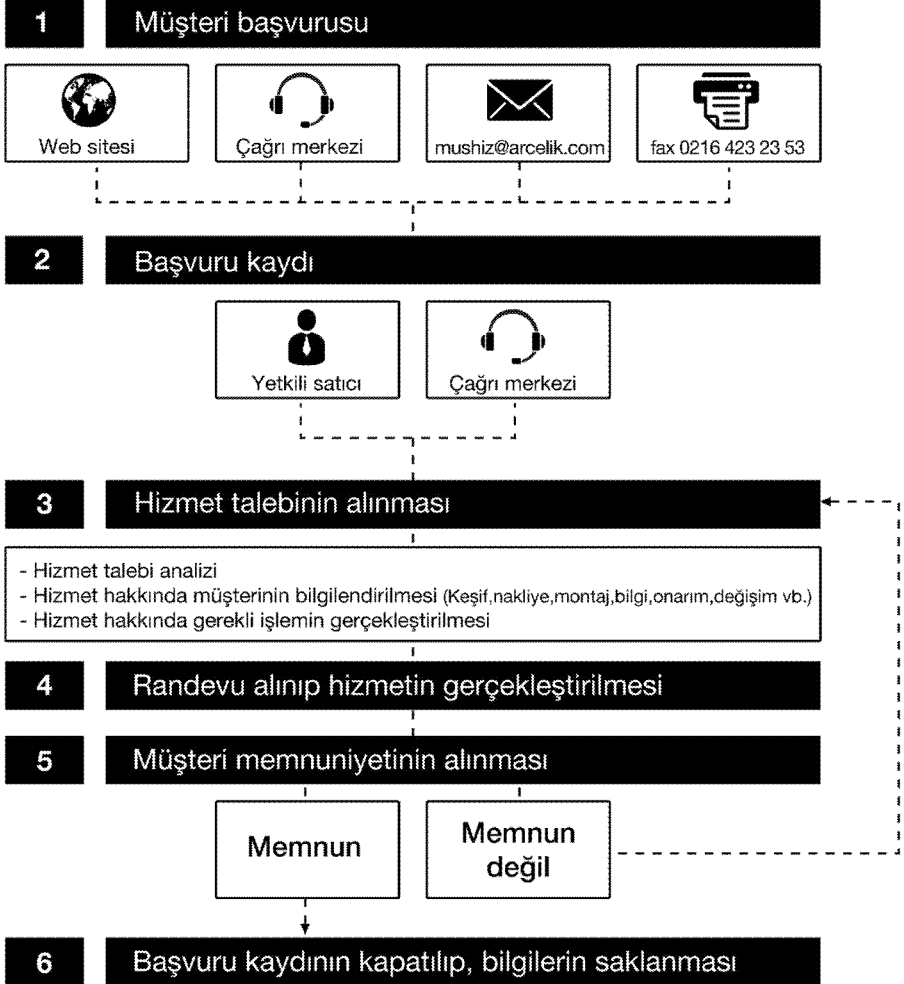 1 Müşteri başvurusu
Web sitesi
Çağrı merkezi
mushiz@arcelik.com
fax 0216 423 23 53
2 Başvuru kaydı
Yetkili satıcı
Çağrı merkezi
3 Hizmet talebinin alınması
- Hizmet talebi analizi
- Hizmet hakkında müşterinin bilgilendirilmesi (Keşif,nakliye,montaj,bilgi,onarım,değişim vb.)
- Hizmet hakkında gerekli işlemin gerçekleştirilmesi
4 Randevu alınıp hizmetin gerçekleştirilmesi
5 Müşteri memnuniyetinin alınması
Memnun
Memnun
değil
6 Başvuru kaydının kapatılıp, bilgilerin saklanması